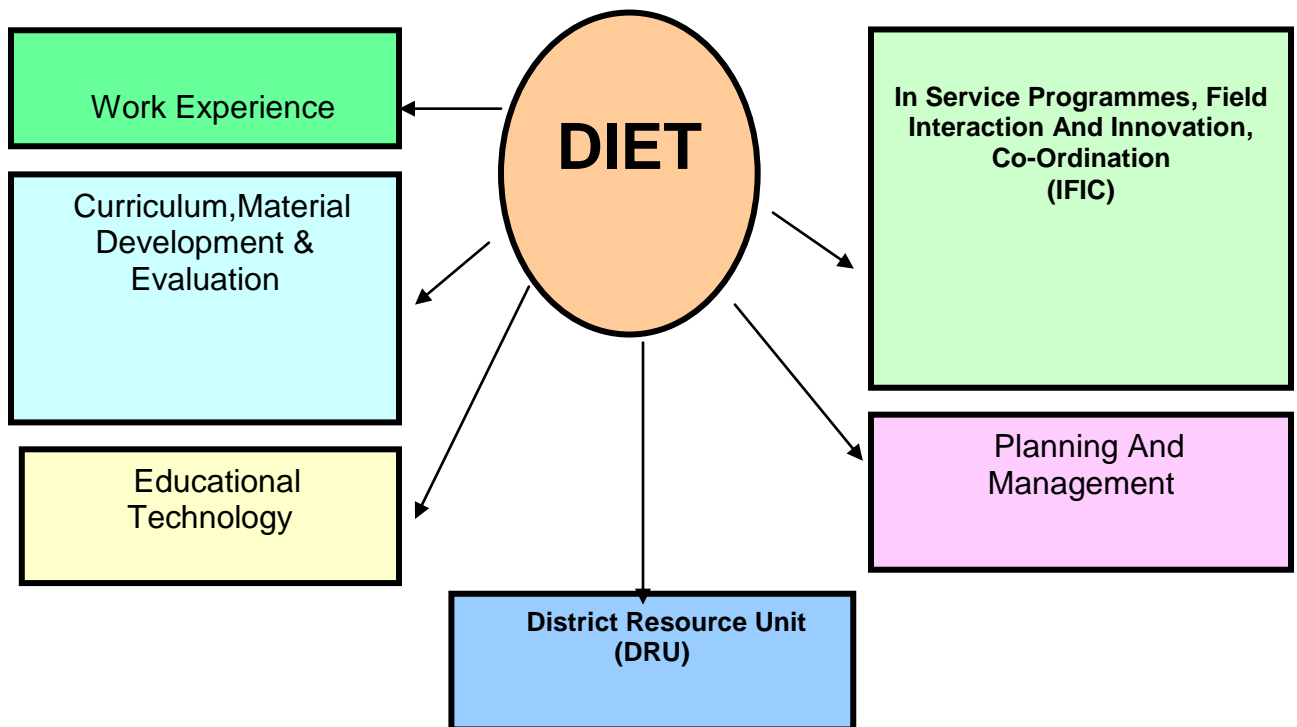 DIET
Work Experience
Curriculum,Material
Development &
Evaluation
Educational
Technology
In Service Programmes, Field
Interaction And Innovation,
Co-Ordination
(IFIC)
Planning And
Management
District Resource Unit
(DRU)